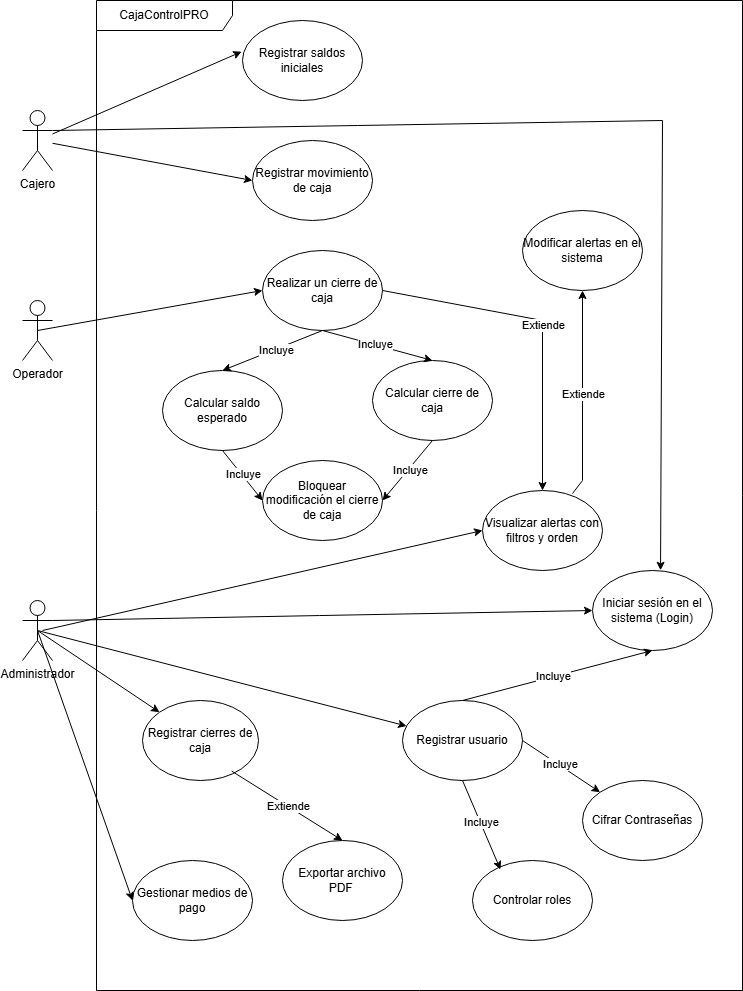 CajaControlPRO
Registrar saldos
iniciales
Cajero
Registrar movimiento
de caja
Modificar alertas en el
sistema
Realizar un cierre de
caja
Operador
Extiende
Incluye
Incluye
Calcular saldo
esperado
Calcular cierre de
caja
Extiende
Incluye
Incluye
Bloquear
modificación el cierre
de caja
Visualizar alertas con
filtros y orden
Iniciar sesión en el
sistema (Login)
Administrador
Incluye
Registrar cierres de
caja
Registrar usuario
Incluye
Extiende
Incluye
Cifrar Contraseñas
Exportar archivo
PDF
Gestionar medios de
pago
Controlar roles